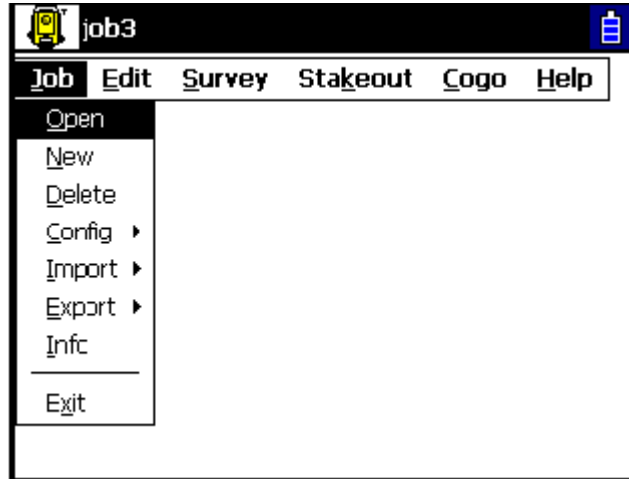 job3
Job Edit Survey Stakeout Cogo Help
Open
New
Delete
Config
Import
Export
Info
Exit